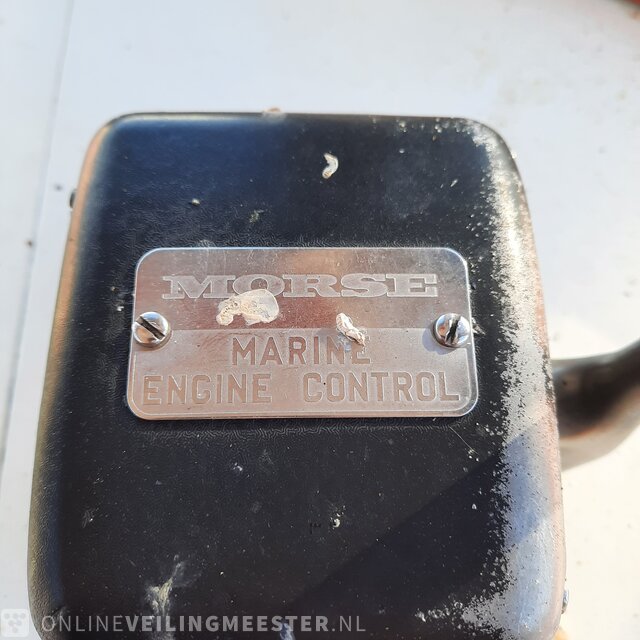 MORSE
MARINE
ENGINE CONTROL
ONLINEVEILINGMEESTER.NL